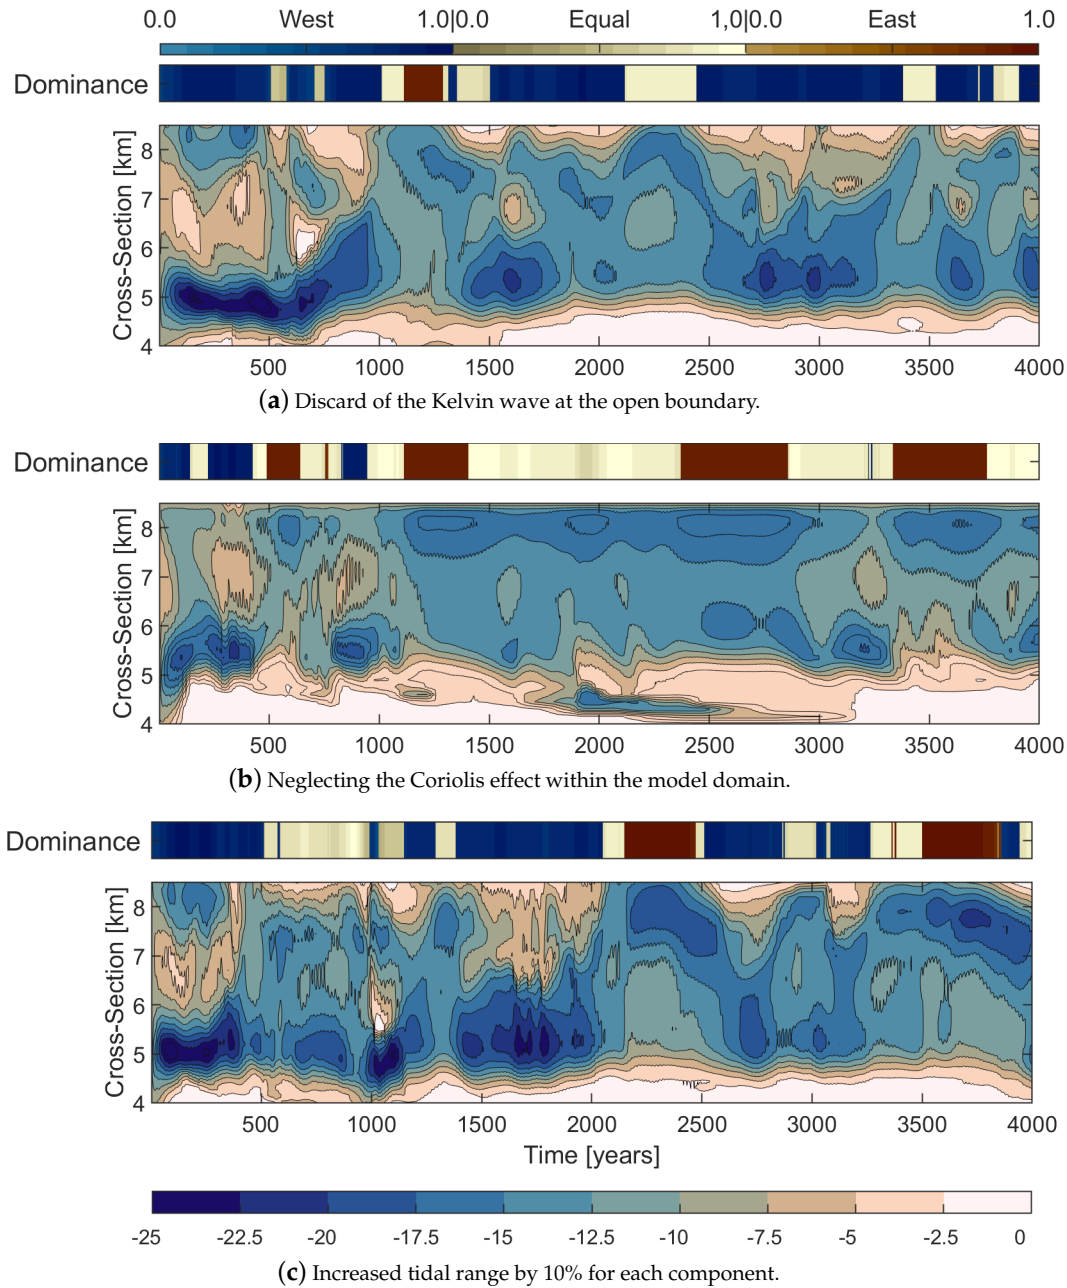 0.0 West 1.0|0.0 Equal 1,0|0.0 East 1.0
Dominance
Cross-Section [km]
8
7
6
5
4
500 1000 1500 2000 2500 3000 3500 4000
(a) Discard of the Kelvin wave at the open boundary.
Dominance
Cross-Section [km]
8
7
6
5
4
500 1000 1500 2000 2500 3000 3500 4000
(b) Neglecting the Coriolis effect within the model domain.
Dominance
Cross-Section [km]
8
7
6
5
4
500 1000 1500 2000 2500 3000 3500 4000
Time [years]
-25 -22.5 -20 -17.5 -15 -12.5 -10 -7.5 -5 -2.5 0
(c) Increased tidal range by 10% for each component.